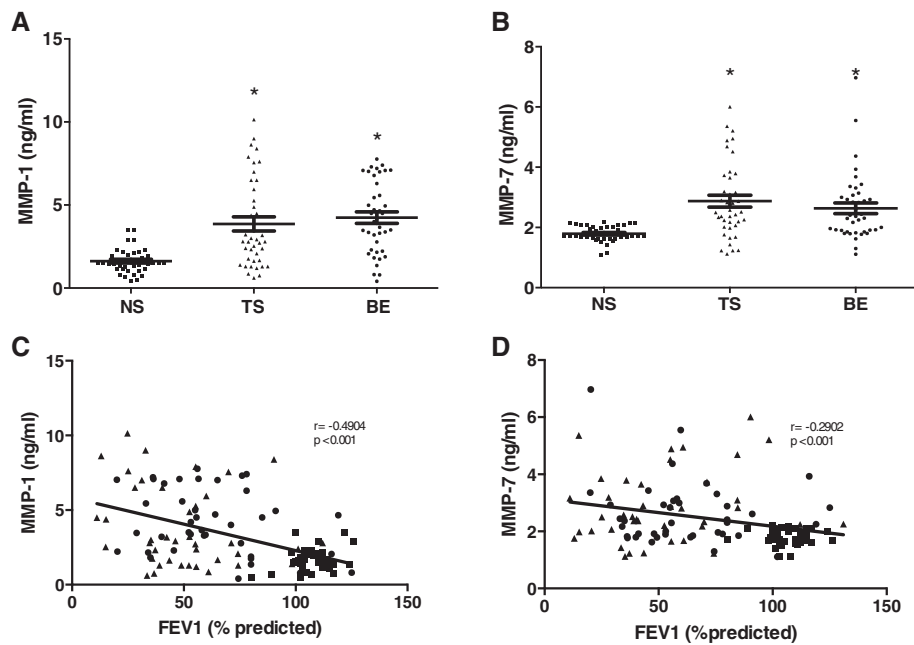 A
MMP-1 (ng/ml)
15
10
5
0
*
*
NS TS BE
B
MMP-7 (ng/ml)
8
6
4
2
0
*
*
NS TS BE
C
MMP-1 (ng/ml)
15
10
5
0
r= -0.4904
p <0.001
0 50 100 150
FEV1 (% predicted)
D
MMP-7 (ng/ml)
8
6
4
2
0
r= -0.2902
p <0.001
0 50 100 150
FEV1 (%predicted)